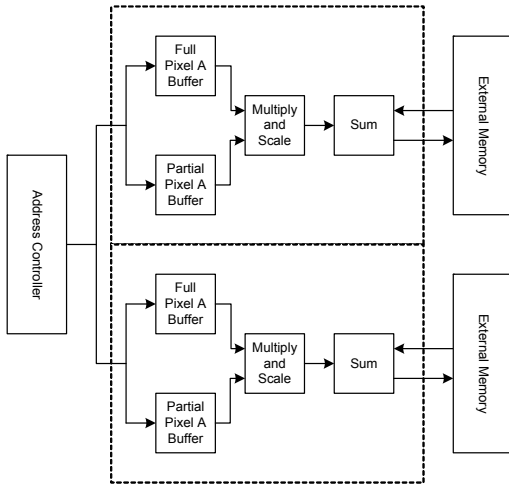 Address Controller
Full
Pixel A
Buffer
Partial
Pixel A
Buffer
Multiply
and
Scale
Sum
External Memory
Full
Pixel A
Buffer
Partial
Pixel A
Buffer
Multiply
and
Scale
Sum
External Memory